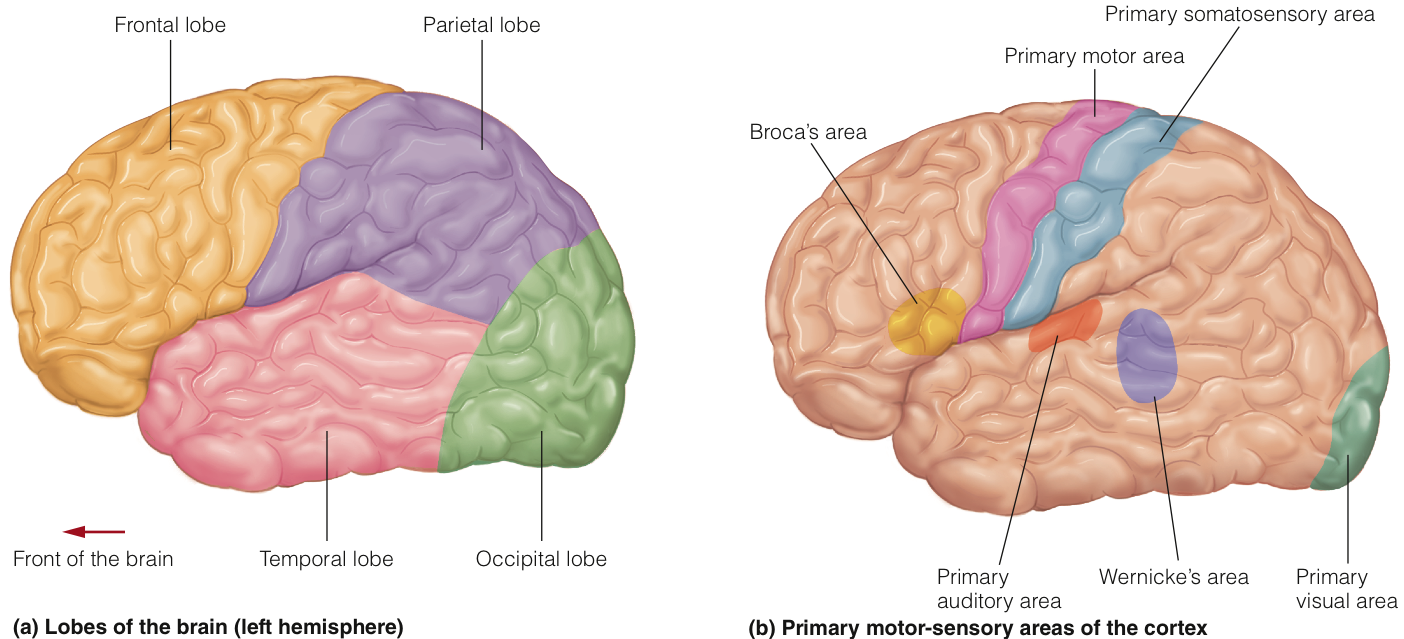 Frontal lobe
Parietal lobe
Front of the brain
Temporal lobe
Occipital lobe
(a) Lobes of the brain (left hemisphere)
Primary somatosensory area
Primary motor area
Broca's area
Primary
auditory area
Wernicke's area
Primary
visual area
(b) Primary motor-sensory areas of the cortex